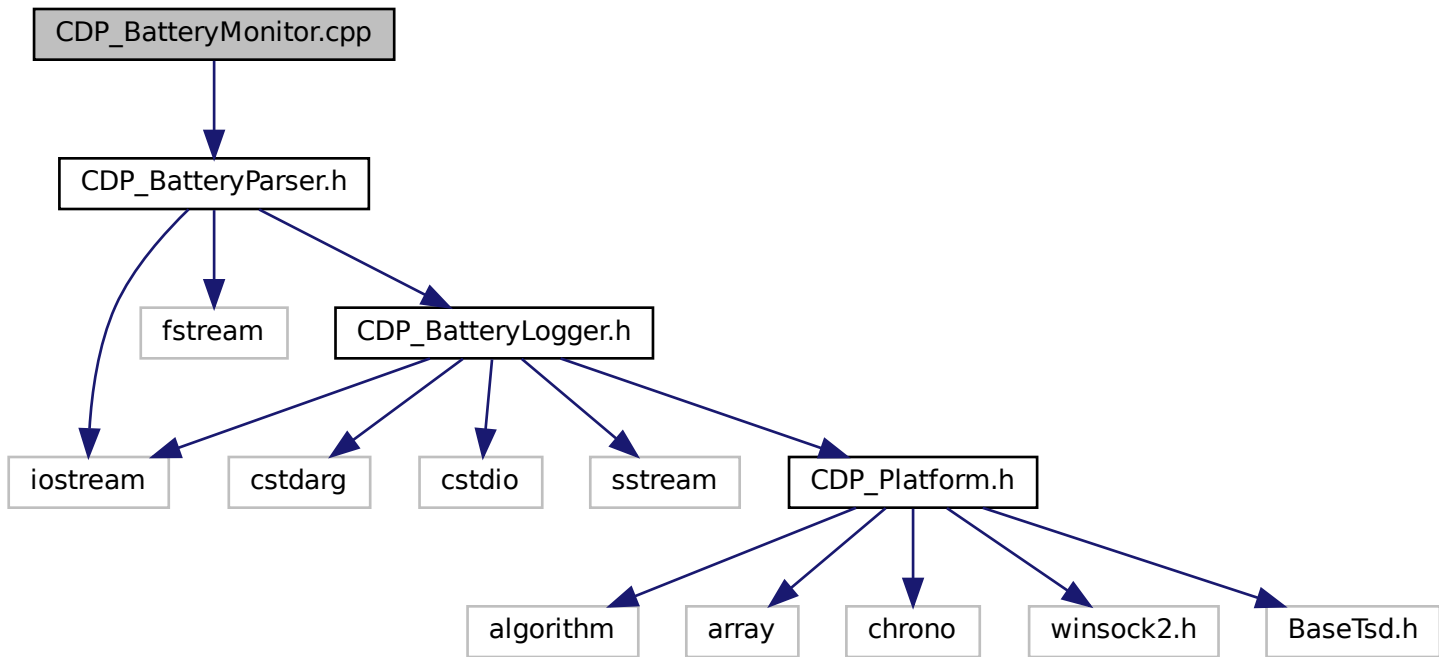 CDP_BatteryMonitor.cpp
CDP_BatteryParser.h
fstream
CDP_BatteryLogger.h
iostream
cstdarg
cstdio
sstream
CDP_Platform.h
algorithm
array
chrono
winsock2.h
BaseTsd.h